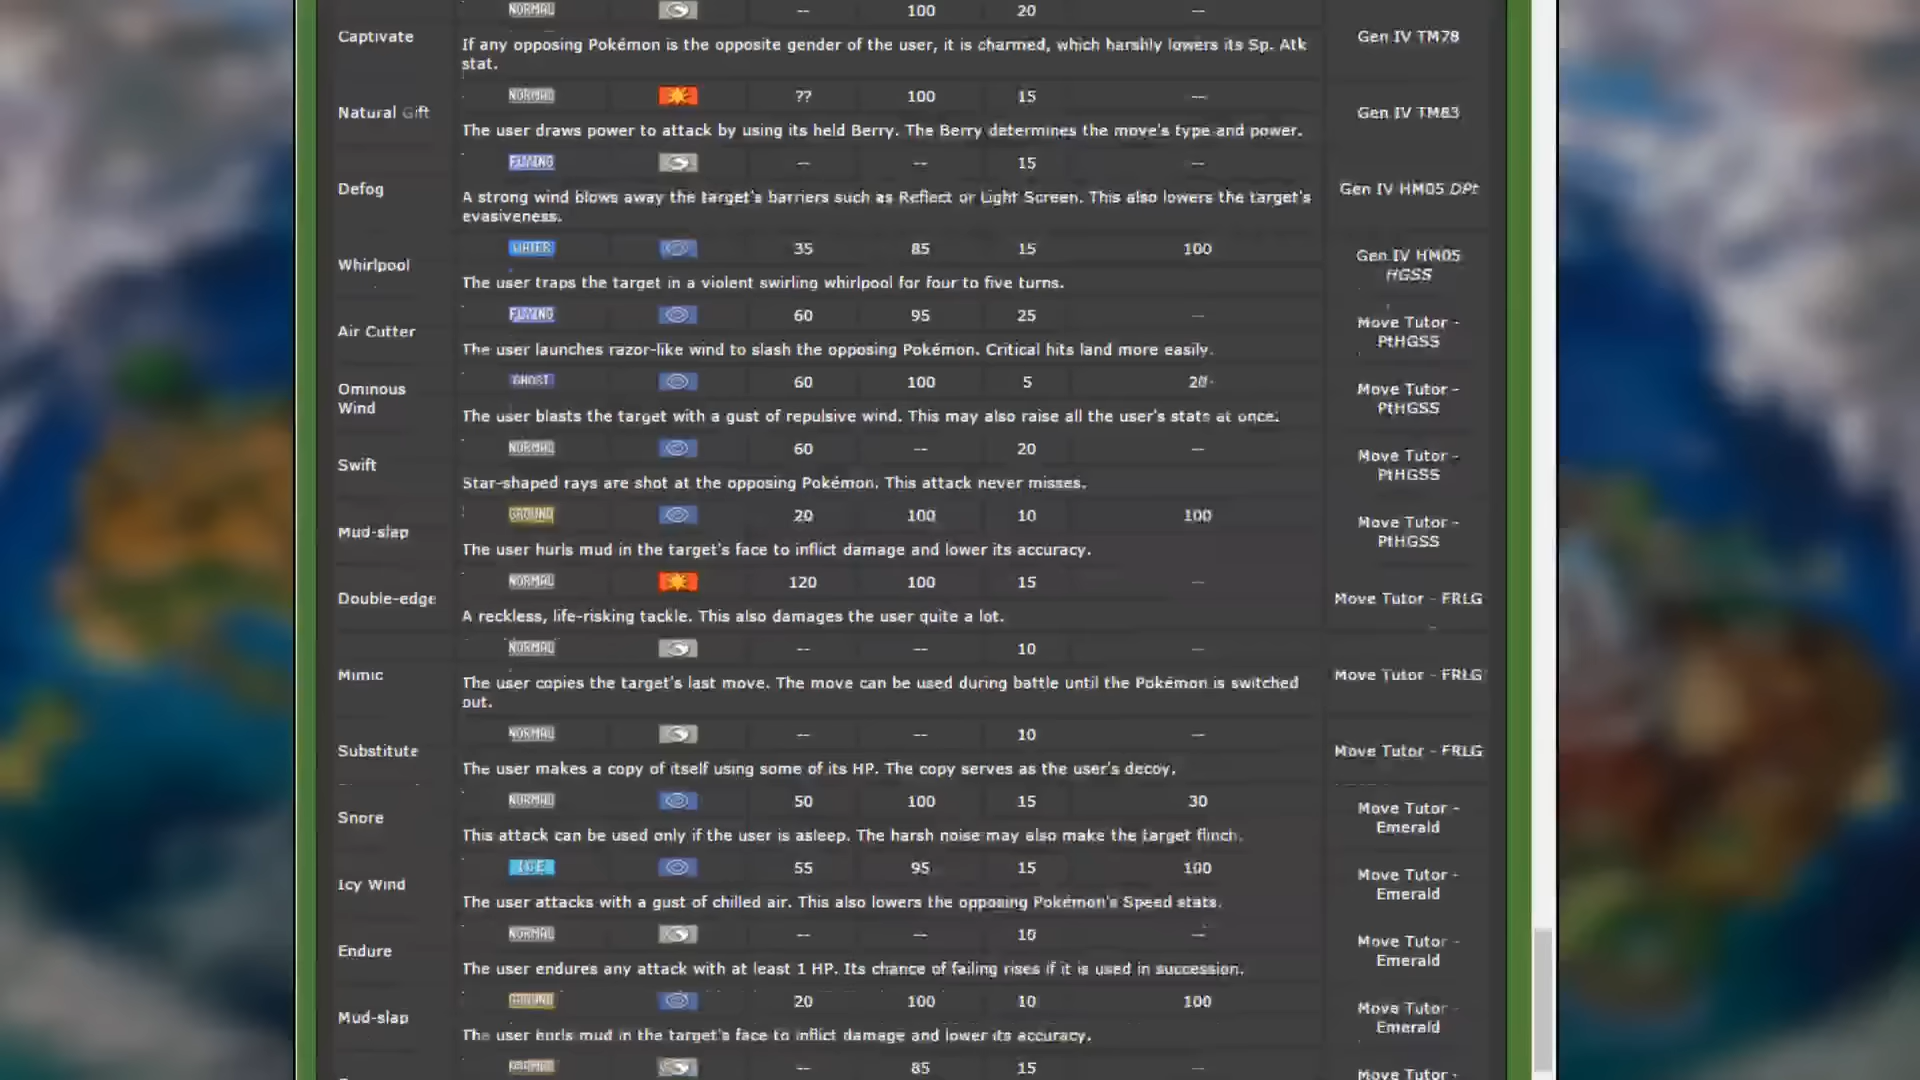 NORMAL -- 100 20 --
Captivate
Gen IV TM78
If any opposing Pokémon is the opposite gender of the user, it is charmed, which harshly lowers its Sp. Atk
stat.
NORMAL ?? 100 15 --
Natural Gift
Gen IV TM83
The user draws power to attack by using its held Berry. The Berry determines the move's type and power.
FLYING -- -- 15 --
Defog
Gen IV HM05 DPt
A strong wind blows away the target's barriers such as Reflect or Light Screen. This also lowers the target's
evasiveness.
WATER 35 85 15 100
Whirlpool
Gen IV HM05
HGSS
The user traps the target in a violent swirling whirlpool for four to five turns.
FLYING 60 95 25 --
Air Cutter
Move Tutor -
PtHGSS
The user launches razor-like wind to slash the opposing Pokémon. Critical hits land more easily.
GHOST 60 100 5 20
Ominous
Wind
Move Tutor -
PtHGSS
The user blasts the target with a gust of repulsive wind. This may also raise all the user's stats at once.
NORMAL 60 -- 20 --
Swift
Move Tutor -
PtHGSS
Star-shaped rays are shot at the opposing Pokémon. This attack never misses.
GROUND 20 100 10 100
Mud-slap
Move Tutor -
PtHGSS
The user hurls mud in the target's face to inflict damage and lower its accuracy.
NORMAL 120 100 15 --
Double-edge
Move Tutor - FRLG
A reckless, life-risking tackle. This also damages the user quite a lot.
NORMAL -- -- 10 --
Mimic
Move Tutor - FRLG
The user copies the target's last move. The move can be used during battle until the Pokémon is switched
out.
NORMAL -- -- 10 --
Substitute
Move Tutor - FRLG
The user makes a copy of itself using some of its HP. The copy serves as the user's decoy.
NORMAL 50 100 15 30
Snore
Move Tutor -
Emerald
This attack can be used only if the user is asleep. The harsh noise may also make the target flinch.
ICE 55 95 15 100
Icy Wind
Move Tutor -
Emerald
The user attacks with a gust of chilled air. This also lowers the opposing Pokémon's Speed stats.
NORMAL -- -- 10 --
Endure
Move Tutor -
Emerald
The user endures any attack with at least 1 HP. Its chance of failing rises if it is used in succession.
GROUND 20 100 10 100
Mud-slap
Move Tutor -
Emerald
The user hurls mud in the target's face to inflict damage and lower its accuracy.
NORMAL -- 85 15
Move Tutor -